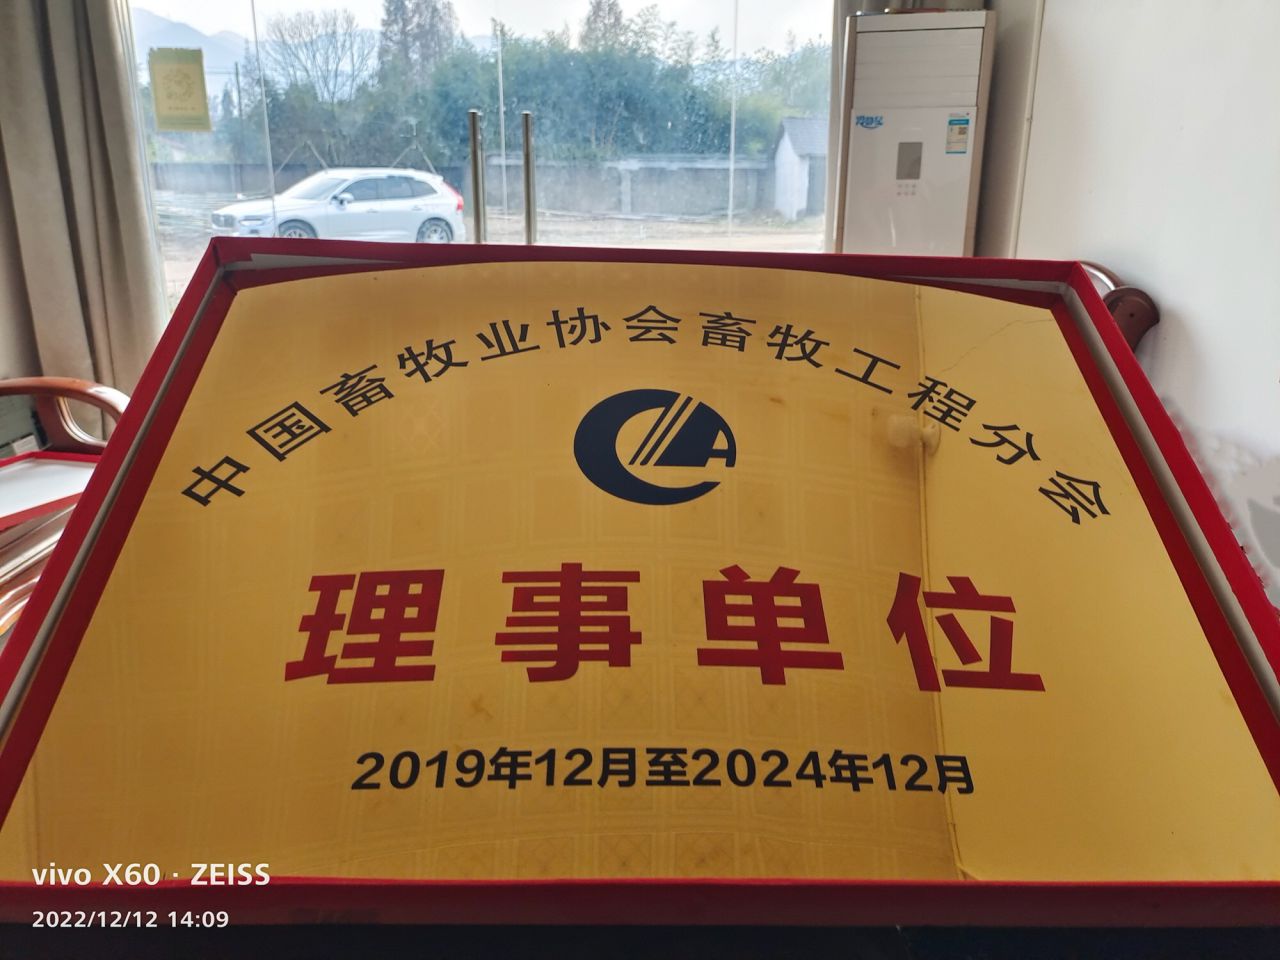 中国畜牧业协会畜牧工程分会
理事单位
2019年12月至2024年12月
vivo X60 · ZEISS
2022/12/12 14:09